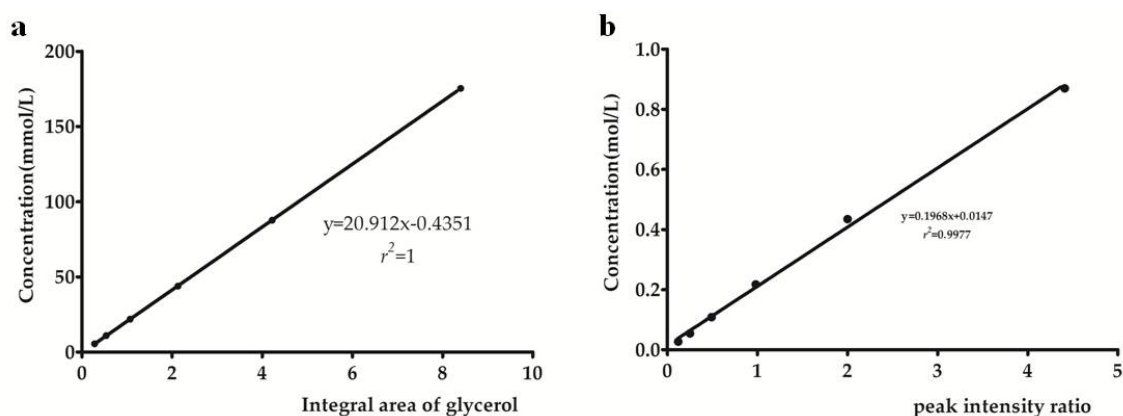 a
200
150
100
50
0
Concentration(mmol/L)
y=20.912x-0.4351
r²=1
0 2 4 6 8 10
Integral area of glycerol
b
1.0
0.8
0.6
0.4
0.2
0.0
Concentration(mol/L)
y=0.1968x+0.0147
r²=0.9977
0 1 2 3 4 5
peak intensity ratio